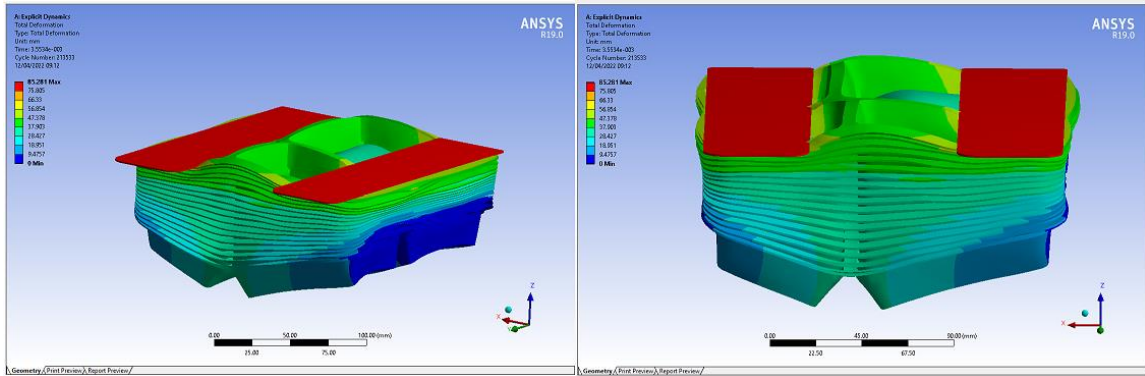 A: Explicit Dynamics
Total Deformation
Type: Total Deformation
Unit: mm
Time: 3.5534e-003
Cycle Number: 213533
12/04/2022 09:12
85.281 Max
75.805
66.33
56.854
47.378
37.903
28.427
18.951
9.4757
0 Min
ANSYS
R19.0
Z
X
Y
0.00
50.00
100.00 (mm)
25.00
75.00
Geometry / Print Preview / Report Preview /
A: Explicit Dynamics
Total Deformation
Type: Total Deformation
Unit: mm
Time: 3.5534e-003
Cycle Number: 213533
12/04/2022 09:12
85.281 Max
75.805
66.33
56.854
47.378
37.903
28.427
18.951
9.4757
0 Min
ANSYS
R19.0
Z
X
0.00
45.00
90.00 (mm)
22.50
67.50
Geometry / Print Preview / Report Preview /